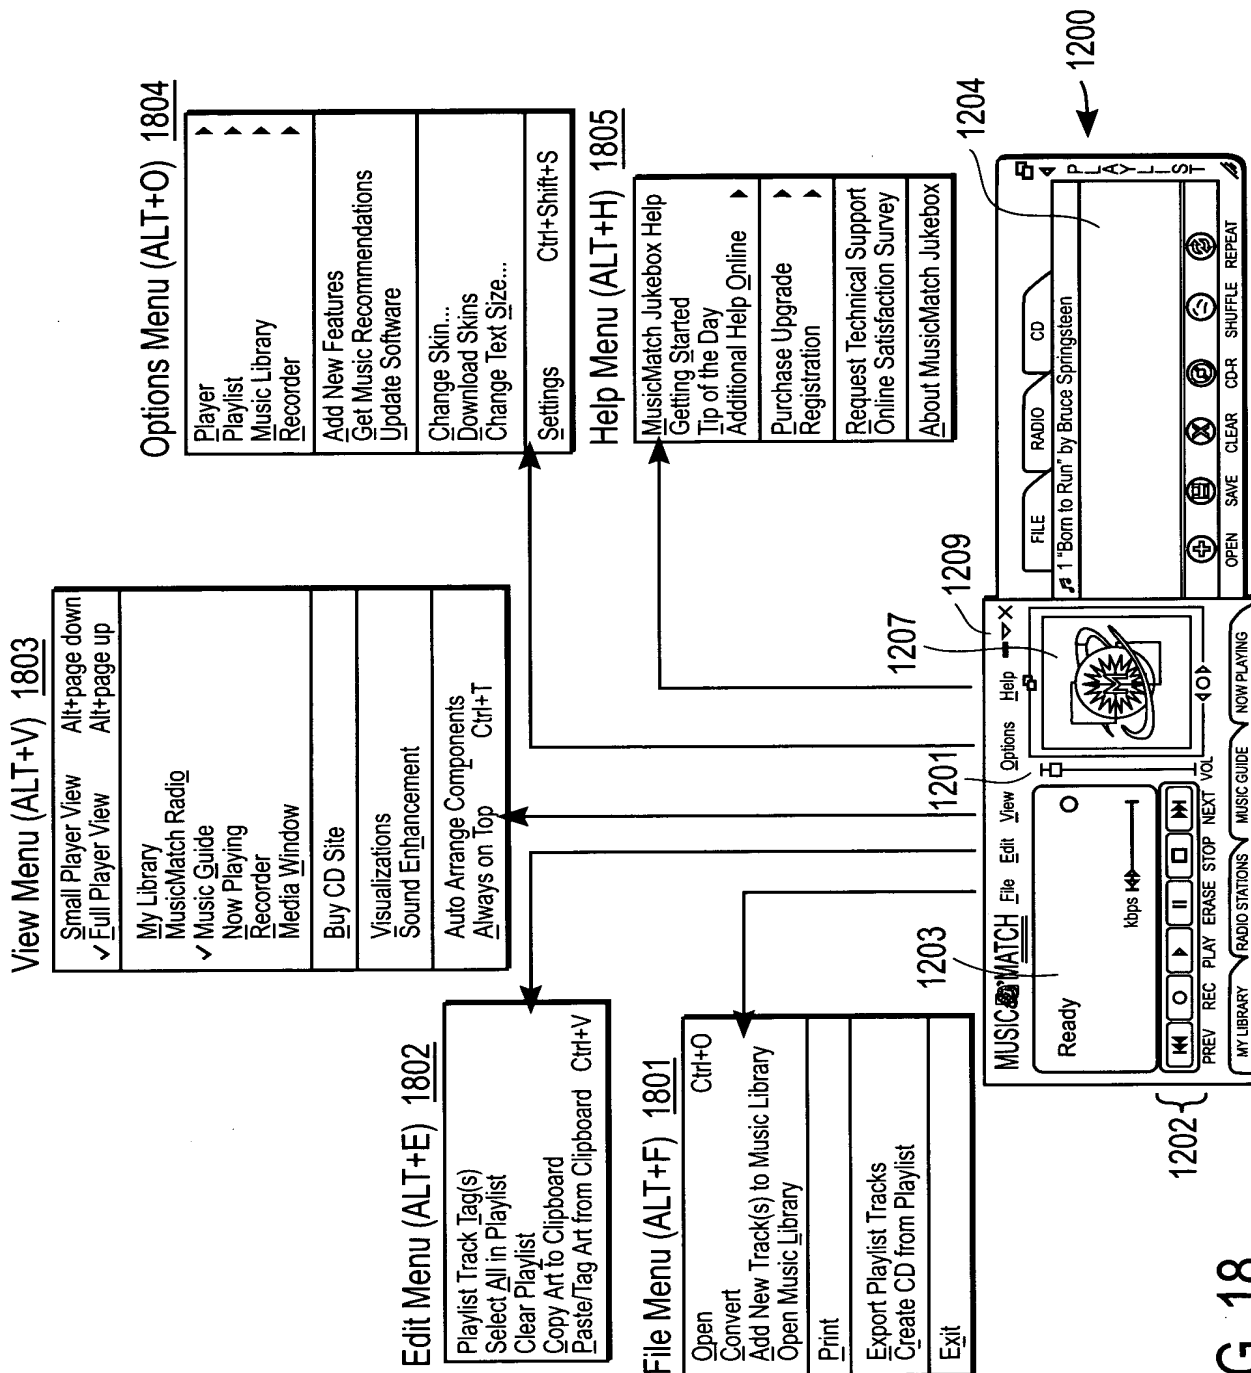 View Menu (ALT+V) 1803
Small Player View Alt+page down
✓ Full Player View Alt+page up
My Library
MusicMatch Radio
✓ Music Guide
Now Playing
Recorder
Media Window
Buy CD Site
Visualizations
Sound Enhancement
Auto Arrange Components
Always on Top Ctrl+T
Options Menu (ALT+O) 1804
Player
Playlist
Music Library
Recorder
Add New Features
Get Music Recommendations
Update Software
Change Skin...
Download Skins
Change Text Size...
Settings Ctrl+Shift+S
Edit Menu (ALT+E) 1802
Playlist Track Tag(s)
Select All in Playlist
Clear Playlist
Copy Art to Clipboard
Paste/Tag Art from Clipboard Ctrl+V
Help Menu (ALT+H) 1805
MusicMatch Jukebox Help
Getting Started
Tip of the Day
Additional Help Online
Purchase Upgrade
Registration
Request Technical Support
Online Satisfaction Survey
About MusicMatch Jukebox
File Menu (ALT+F) 1801
Open Ctrl+O
Convert
Add New Track(s) to Music Library
Open Music Library
Print
Export Playlist Tracks
Create CD from Playlist
Exit
1203
1201
1207
1209
1204
1200
1202
MUSIC MATCH File Edit View Options Help
Ready
kbps
PREV REC PLAY ERASE STOP NEXT VOL
MY LIBRARY RADIO STATIONS MUSIC GUIDE NOW PLAYING
FILE RADIO CD
1 "Born to Run" by Bruce Springsteen
PLAYLIST
OPEN SAVE CLEAR CD-R SHUFFLE REPEAT
M
G 18